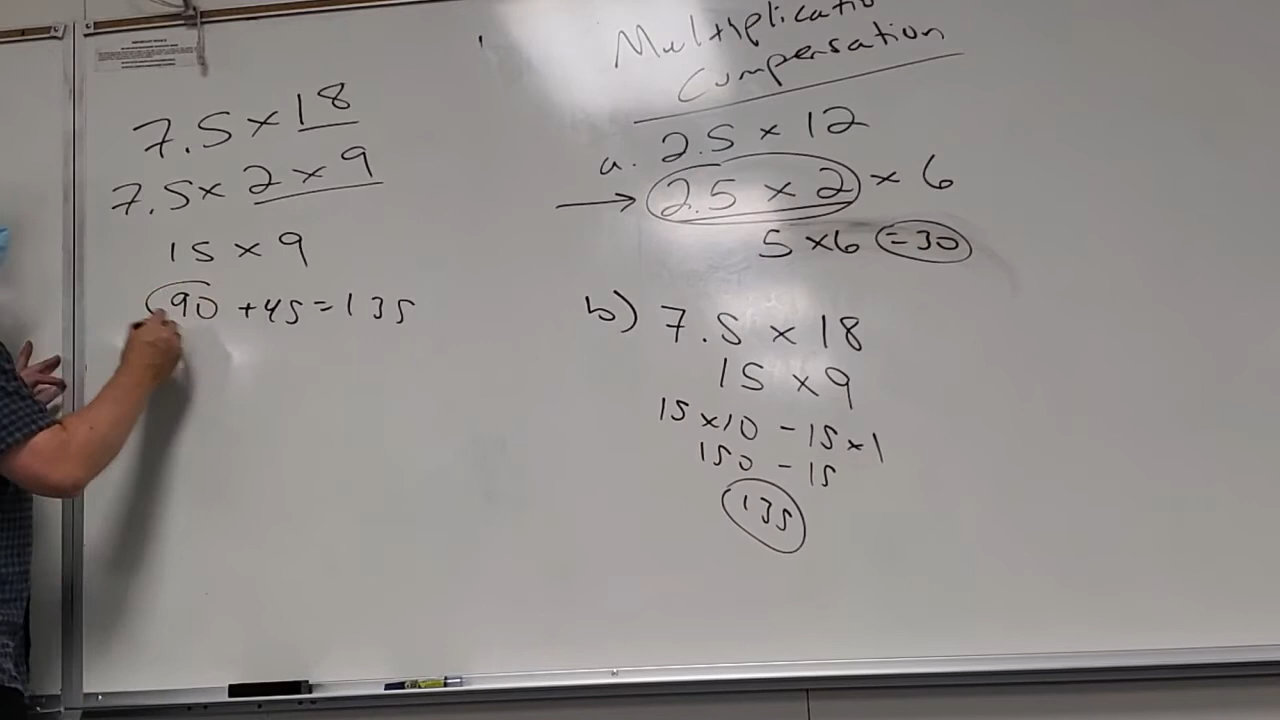 7.5 × 18
7.5 × 2 × 9
15 × 9
90 + 45 = 135
Multiplicatio
Compensation
a. 2.5 × 12
→ 2.5 × 2 × 6
5 × 6 = 30
b) 7.5 × 18
15 × 9
15 × 10 - 15 × 1
150 - 15
135